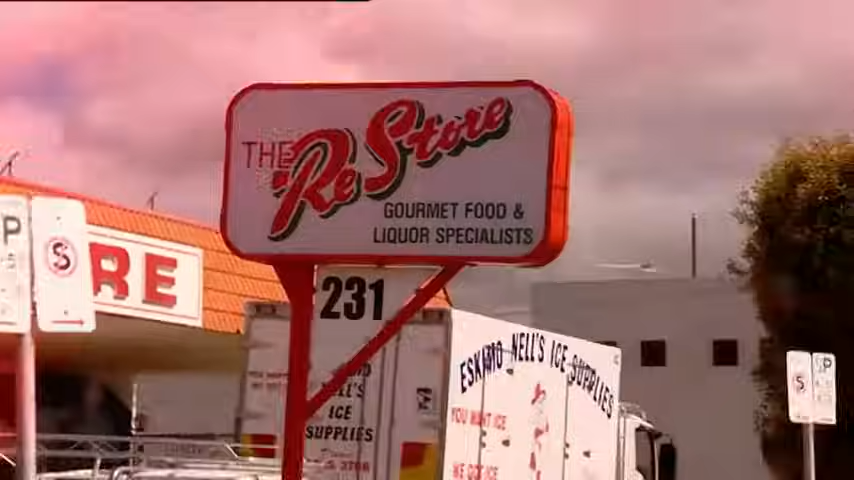 THE ReStore
GOURMET FOOD &
LIQUOR SPECIALISTS
231
RE
P
S
ESKIMO NELL'S ICE SUPPLIES
YOU WANT ICE
WE GOT ICE
NELL'S
ICE
SUPPLIES
S
P